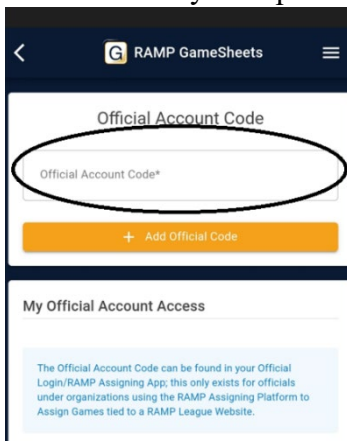 RAMP GameSheets
Official Account Code
Official Account Code*
+ Add Official Code
My Official Account Access
The Official Account Code can be found in your Official
Login/RAMP Assigning App; this only exists for officials
under organizations using the RAMP Assigning Platform to
Assign Games tied to a RAMP League Website.